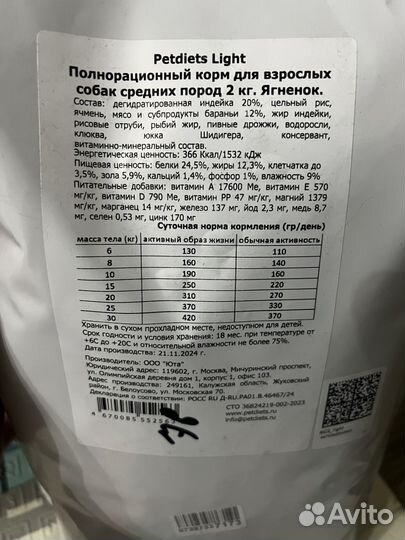 Petdiets Light
Полнорационный корм для взрослых
собак средних пород 2 кг. Ягненок.
Состав: дегидратированная индейка 20%, цельный рис,
ячмень, мясо и субпродукты бараньи 12%, жир индейки,
рисовые отруби, рыбий жир, пивные дрожжи, водоросли,
клюква, юкка Шидигера, консервант,
витаминно-минеральный состав.
Энергетическая ценность: 366 Ккал/1532 кДж
Пищевая ценность: белки 24,5%, жиры 12,3%, клетчатка до
3,5%, зола 5,9%, кальций 1,4%, фосфор 1%, влажность 9%
Питательные добавки: витамин А 17600 Ме, витамин Е 570
мг/кг, витамин D 790 Ме, витамин РР 47 мг/кг, магний 1379
мг/кг, марганец 14 мг/кг, железо 137 мг, йод 2,3 мг, медь 8,7
мг, селен 0,53 мг, цинк 170 мг
Суточная норма кормления (гр/день)
масса тела (кг) активный образ жизни обычная активность
6 130 110
8 160 140
10 190 160
15 250 220
20 310 270
25 370 330
30 420 370
Хранить в сухом прохладном месте, недоступном для детей.
Срок годности и условия хранения: 18 мес. при температуре от
+6С до +20С и относительной влажности не более 75%.
Дата производства: 21.11.2024 г.
Производитель: ООО "Юта"
Юридический адрес: 119602, г. Москва, Мичуринский проспект,
ул. Олимпийская деревня дом 1, корпус 1, офис 103.
Адрес производства: 249161, Калужская область, Жуковский
район, г. Белоусово, ул. Московская 70.
Декларация о соответствии: РОСС RU Д-RU.РА01.В.46467/24
СТО 36824219-002-2023
www.petdiets.ru
info@petdiets.ru
4 670085 552567
Avito